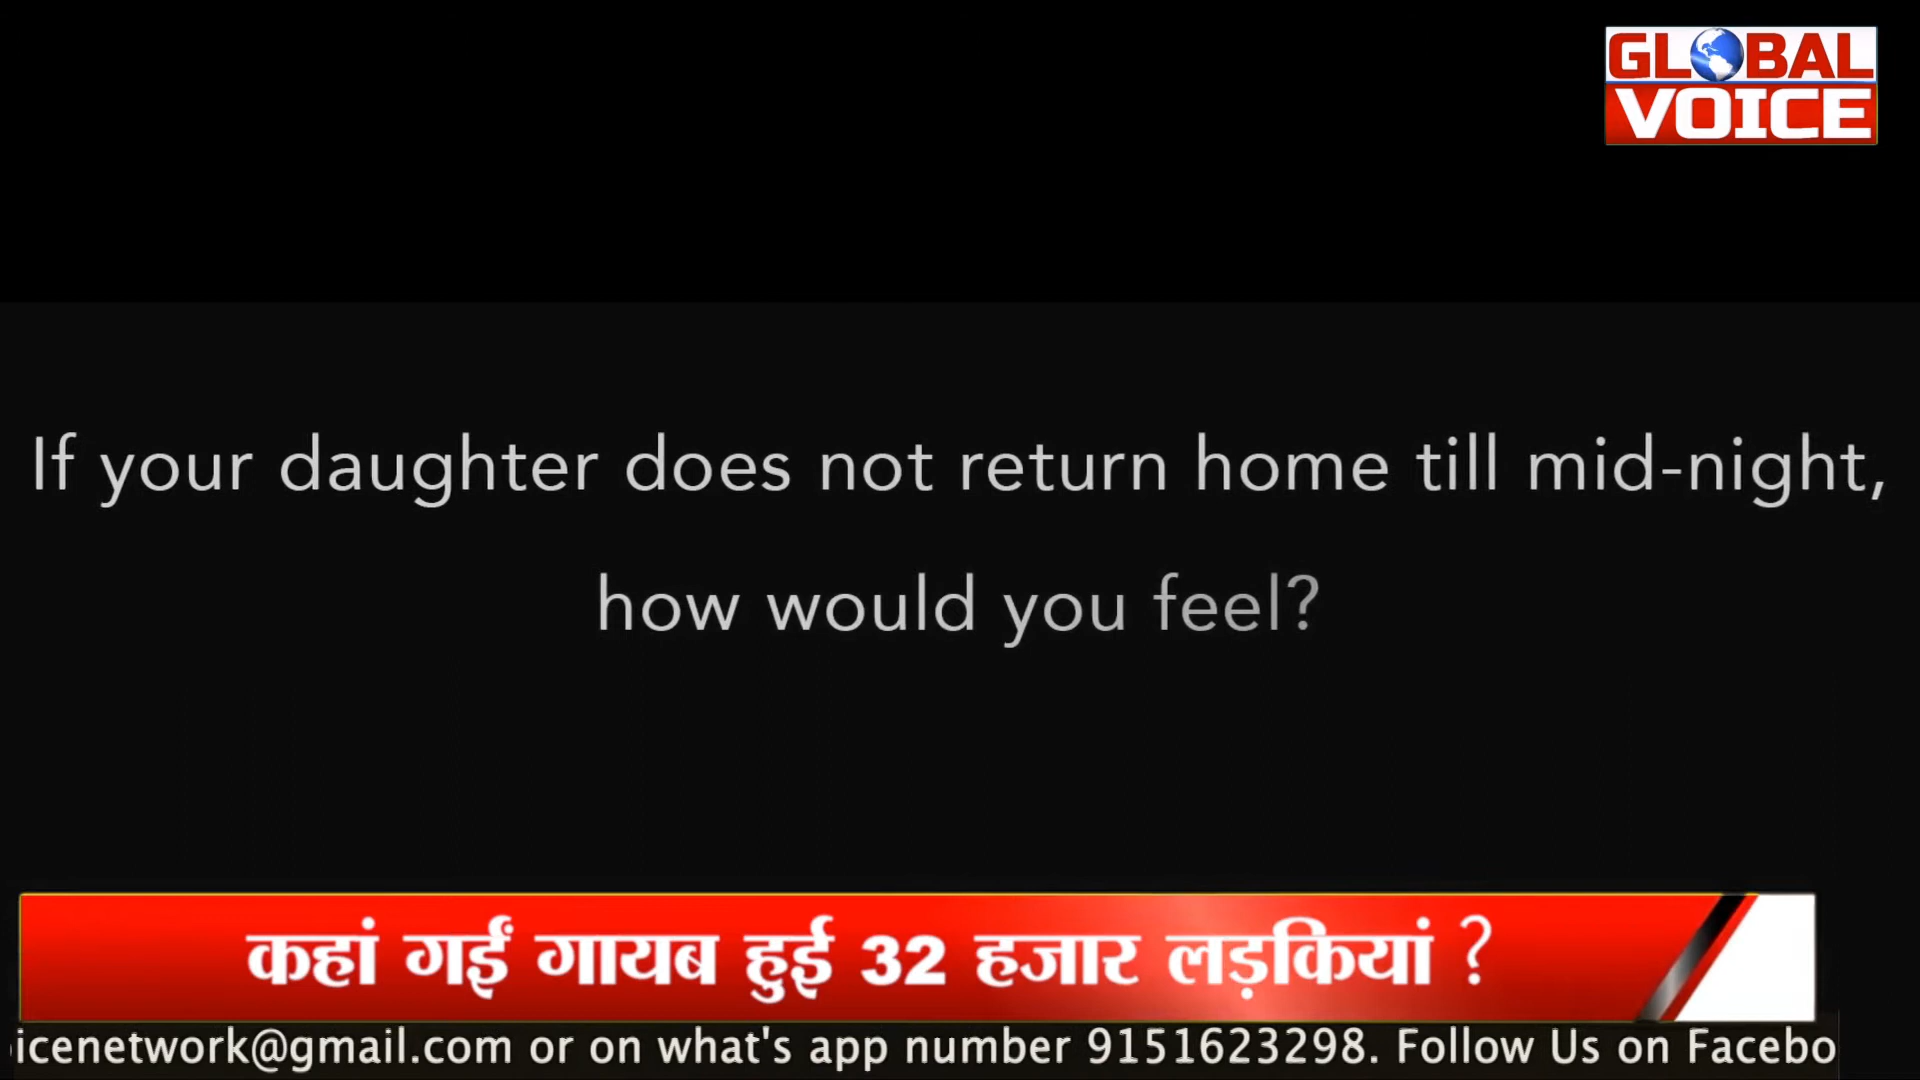 GLOBAL
VOICE
If your daughter does not return home till mid-night,
how would you feel?
कहां गईं गायब हुई 32 हजार लड़कियां ?
icenetwork@gmail.com or on what's app number 9151623298. Follow Us on Facebo